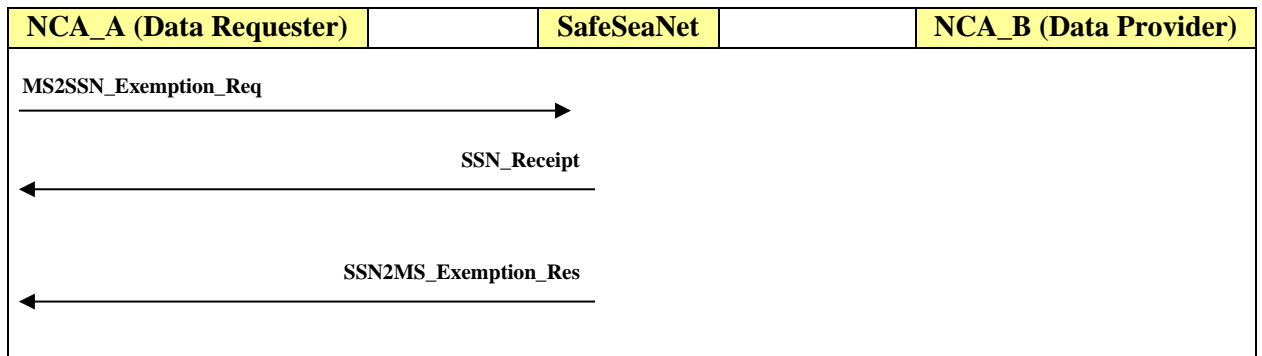 NCA_A (Data Requester) SafeSeaNet NCA_B (Data Provider)
MS2SSN_Exemption_Req
SSN_Receipt
SSN2MS_Exemption_Res